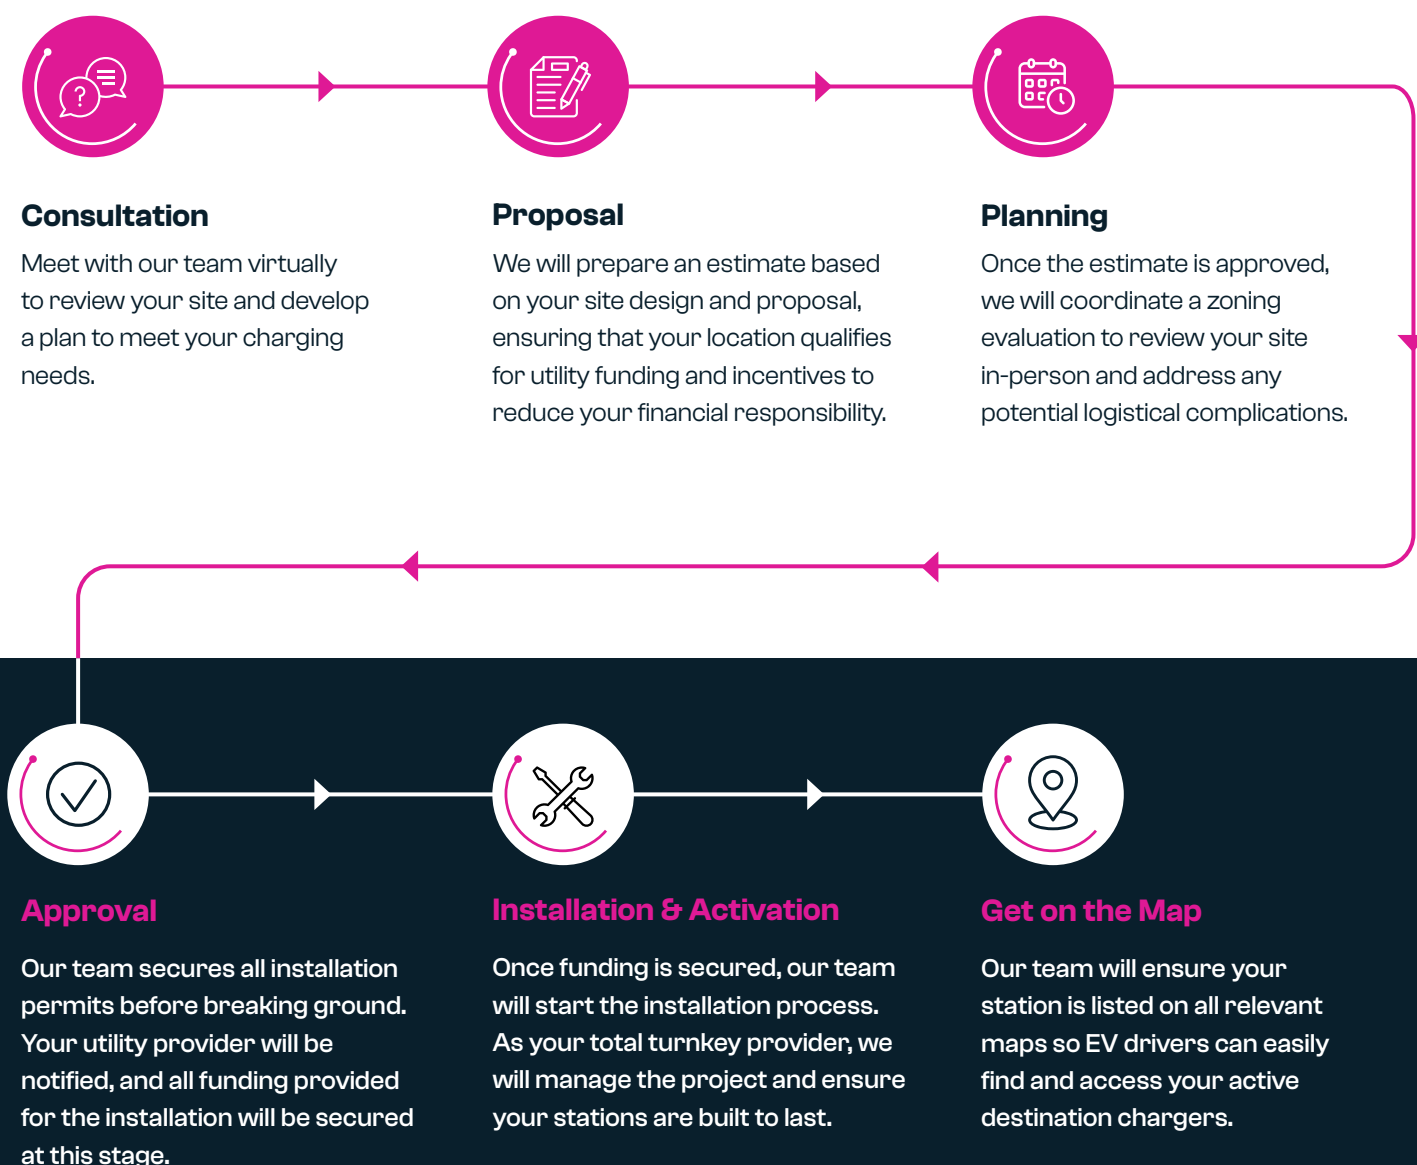 Consultation
Meet with our team virtually
to review your site and develop
a plan to meet your charging
needs.
Proposal
We will prepare an estimate based
on your site design and proposal,
ensuring that your location qualifies
for utility funding and incentives to
reduce your financial responsibility.
Planning
Once the estimate is approved,
we will coordinate a zoning
evaluation to review your site
in-person and address any
potential logistical complications.
Approval
Our team secures all installation
permits before breaking ground.
Your utility provider will be
notified, and all funding provided
for the installation will be secured
at this stage.
Installation & Activation
Once funding is secured, our team
will start the installation process.
As your total turnkey provider, we
will manage the project and ensure
your stations are built to last.
Get on the Map
Our team will ensure your
station is listed on all relevant
maps so EV drivers can easily
find and access your active
destination chargers.